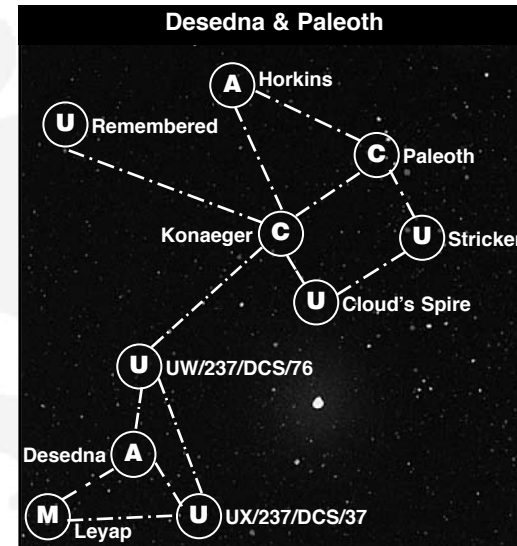 Desedna & Paleoth
A Horkins
U Remembered
C Paleoth
Konaeger C
U Stricker
U Cloud's Spire
U UW/237/DCS/76
Desedna A
M Leyap
U UX/237/DCS/37